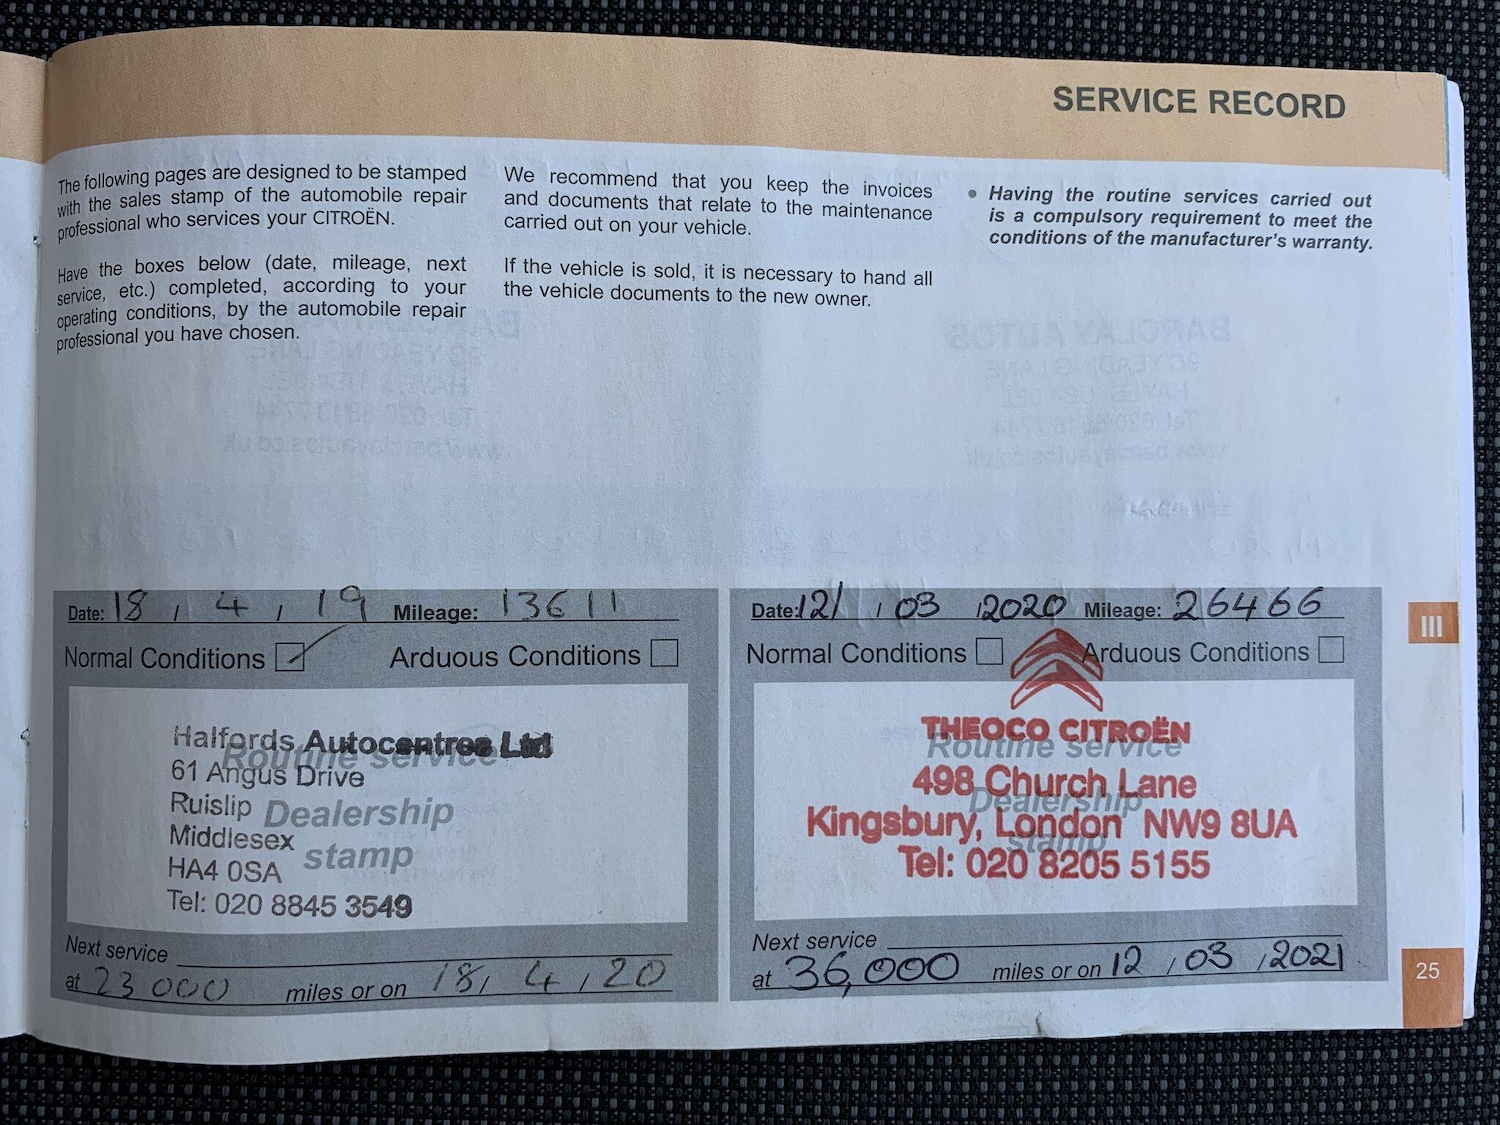 SERVICE RECORD
The following pages are designed to be stamped
with the sales stamp of the automobile repair
professional who services your CITROËN.
Have the boxes below (date, mileage, next
service, etc.) completed, according to your
operating conditions, by the automobile repair
professional you have chosen.
We recommend that you keep the invoices
and documents that relate to the maintenance
carried out on your vehicle.
If the vehicle is sold, it is necessary to hand all
the vehicle documents to the new owner.
• Having the routine services carried out
is a compulsory requirement to meet the
conditions of the manufacturer's warranty.
Date: 18 / 4 / 19 Mileage: 13611
Normal Conditions Arduous Conditions
Halfords Autocentres Ltd
Routine service
61 Angus Drive
Ruislip
Dealership
Middlesex
stamp
HA4 0SA
Tel: 020 8845 3549
Next service
at 23000 miles or on 18 / 4 / 20
Date: 12/ / 03 / 2020 Mileage: 26466
Normal Conditions Arduous Conditions
THEOCO CITROËN
Routine service
498 Church Lane
Dealership
Kingsbury, London NW9 8UA
stamp
Tel: 020 8205 5155
Next service
at 36,000 miles or on 12 / 03 / 2021
III
25